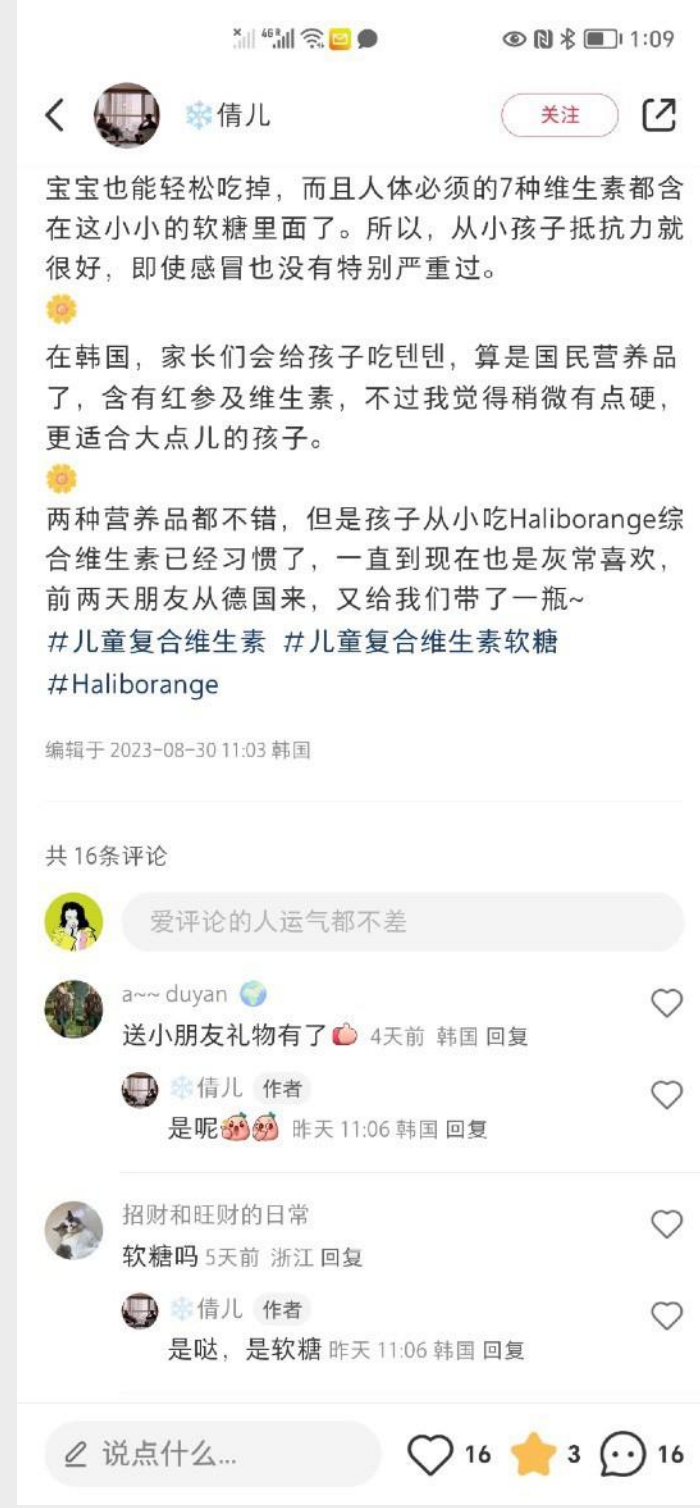 4G 1:09
❄️倩儿 关注
宝宝也能轻松吃掉，而且人体必须的7种维生素都含
在这小小的软糖里面了。所以，从小孩子抵抗力就
很好，即使感冒也没有特别严重过。
🌼
在韩国，家长们会给孩子吃텐텐，算是国民营养品
了，含有红参及维生素，不过我觉得稍微有点硬，
更适合大点儿的孩子。
🌼
两种营养品都不错，但是孩子从小吃Haliborange综
合维生素已经习惯了，一直到现在也是灰常喜欢，
前两天朋友从德国来，又给我们带了一瓶~
#儿童复合维生素 #儿童复合维生素软糖
#Haliborange
编辑于 2023-08-30 11:03 韩国
共 16条评论
爱评论的人运气都不差
a~~ duyan 🌍
送小朋友礼物有了👍 4天前 韩国 回复
❄️倩儿 作者
是呢 昨天 11:06 韩国 回复
招财和旺财的日常
软糖吗 5天前 浙江 回复
❄️倩儿 作者
是哒，是软糖 昨天 11:06 韩国 回复
说点什么... 16 3 16